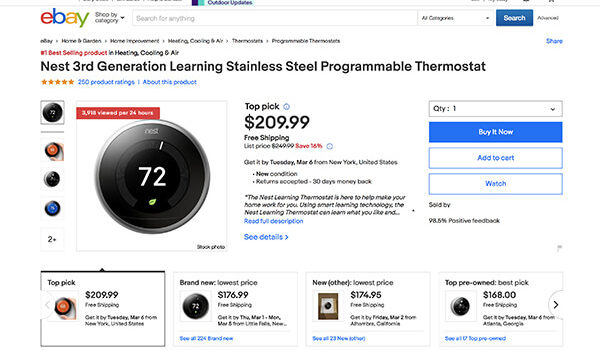 Outdoor Updates
ebay
Shop by
category
Search for anything
All Categories
Search
Advanced
eBay > Home & Garden > Home Improvement > Heating, Cooling & Air > Thermostats > Programmable Thermostats
Share
#1 Best Selling product in Heating, Cooling & Air
Nest 3rd Generation Learning Stainless Steel Programmable Thermostat
250 product ratings | About this product
3,918 viewed per 24 hours
nest
72
Stock photo
2+
Top pick
$209.99
Free Shipping
List price $249.99 Save 16%
Get it by Tuesday, Mar 6 from New York, United States
• New condition
• Returns accepted - 30 days money back
"The Nest Learning Thermostat is here to help make your
home work for you. Using smart learning technology, the
Nest Learning Thermostat can learn what you like and...
"
Read full description
See details >
Qty : 1
Buy It Now
Add to cart
Watch
Sold by
98.5% Positive feedback
Top pick
$209.99
Free Shipping
Get it by Tuesday, Mar 6 from
New York, United States
Brand new: lowest price
$176.99
Free Shipping
Get it by Thu, Mar 1 - Mon,
Mar 5 from Little Falls, New...
See all 224 Brand new
New (other): lowest price
$174.95
Free Shipping
Get it by Friday, Mar 2 from
Alhambra, California
See all 23 New (other)
Top pre-owned: best pick
$168.00
Free Shipping
Get it by Tuesday, Mar 6 from
Atlanta, Georgia
See all 17 Top pre-owned